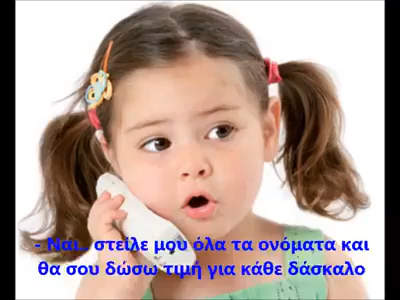 - Ναι.. στείλε μου όλα τα ονόματα και
θα σου δώσω τιμή για κάθε δάσκαλο